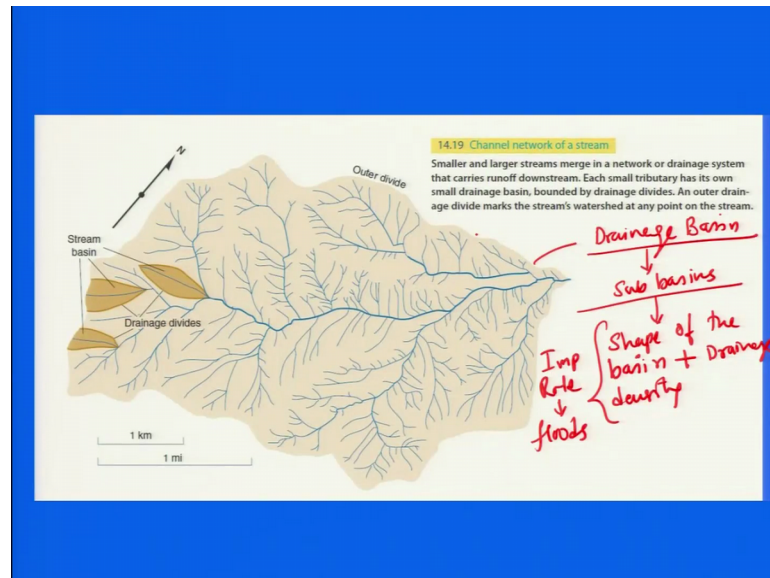 14.19 Channel network of a stream
Smaller and larger streams merge in a network or drainage system
that carries runoff downstream. Each small tributary has its own
small drainage basin, bounded by drainage divides. An outer drain-
age divide marks the stream's watershed at any point on the stream.
N
Outer divide
Stream
basin
Drainage divides
1 km
1 mi
Drainage Basin
Sub basins
Shape of the
basin + Drainage
density
Imp
Role
floods